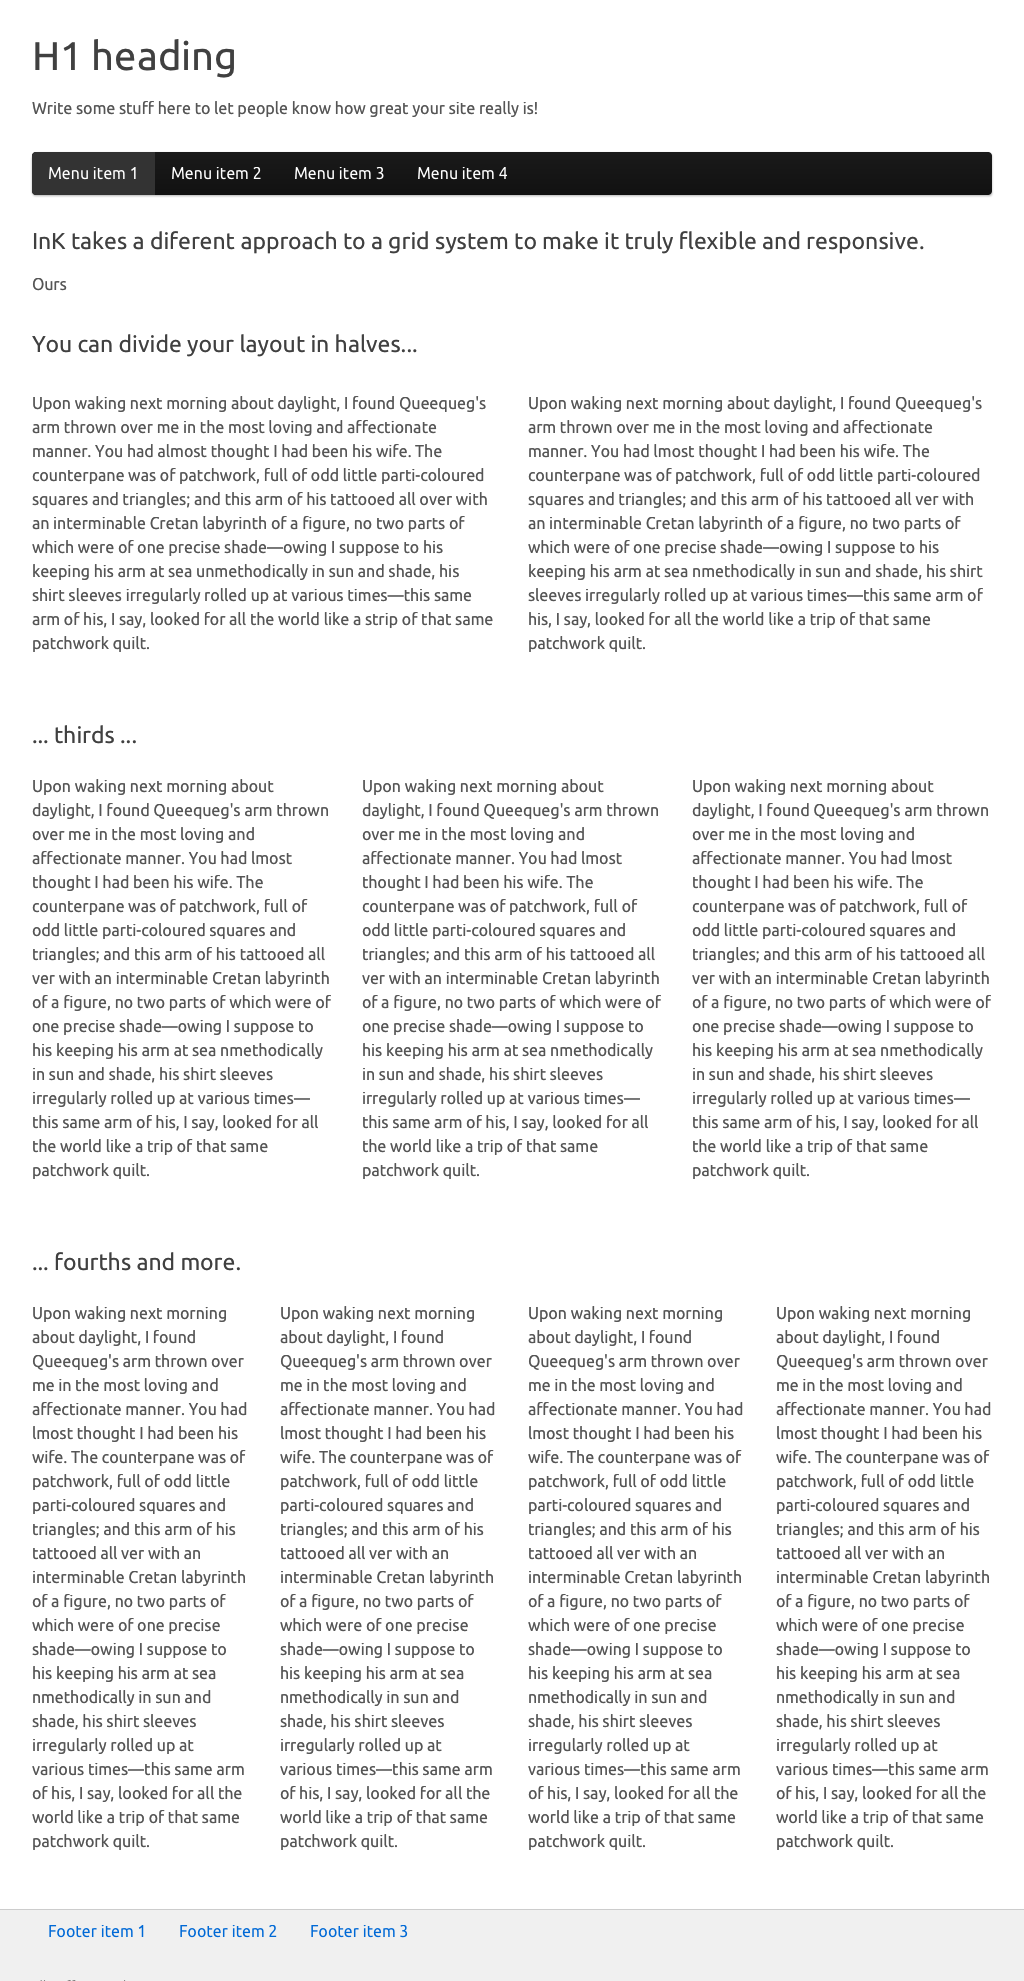 H1 heading
Write some stuff here to let people know how great your site really is!
Menu item 1 Menu item 2 Menu item 3 Menu item 4
InK takes a diferent approach to a grid system to make it truly flexible and responsive.
Ours
You can divide your layout in halves...
Upon waking next morning about daylight, I found Queequeg's
arm thrown over me in the most loving and affectionate
manner. You had almost thought I had been his wife. The
counterpane was of patchwork, full of odd little parti-coloured
squares and triangles; and this arm of his tattooed all over with
an interminable Cretan labyrinth of a figure, no two parts of
which were of one precise shade—owing I suppose to his
keeping his arm at sea unmethodically in sun and shade, his
shirt sleeves irregularly rolled up at various times—this same
arm of his, I say, looked for all the world like a strip of that same
patchwork quilt.
Upon waking next morning about daylight, I found Queequeg's
arm thrown over me in the most loving and affectionate
manner. You had lmost thought I had been his wife. The
counterpane was of patchwork, full of odd little parti-coloured
squares and triangles; and this arm of his tattooed all ver with
an interminable Cretan labyrinth of a figure, no two parts of
which were of one precise shade—owing I suppose to his
keeping his arm at sea nmethodically in sun and shade, his shirt
sleeves irregularly rolled up at various times—this same arm of
his, I say, looked for all the world like a trip of that same
patchwork quilt.
... thirds ...
Upon waking next morning about
daylight, I found Queequeg's arm thrown
over me in the most loving and
affectionate manner. You had lmost
thought I had been his wife. The
counterpane was of patchwork, full of
odd little parti-coloured squares and
triangles; and this arm of his tattooed all
ver with an interminable Cretan labyrinth
of a figure, no two parts of which were of
one precise shade—owing I suppose to
his keeping his arm at sea nmethodically
in sun and shade, his shirt sleeves
irregularly rolled up at various times—
this same arm of his, I say, looked for all
the world like a trip of that same
patchwork quilt.
Upon waking next morning about
daylight, I found Queequeg's arm thrown
over me in the most loving and
affectionate manner. You had lmost
thought I had been his wife. The
counterpane was of patchwork, full of
odd little parti-coloured squares and
triangles; and this arm of his tattooed all
ver with an interminable Cretan labyrinth
of a figure, no two parts of which were of
one precise shade—owing I suppose to
his keeping his arm at sea nmethodically
in sun and shade, his shirt sleeves
irregularly rolled up at various times—
this same arm of his, I say, looked for all
the world like a trip of that same
patchwork quilt.
Upon waking next morning about
daylight, I found Queequeg's arm thrown
over me in the most loving and
affectionate manner. You had lmost
thought I had been his wife. The
counterpane was of patchwork, full of
odd little parti-coloured squares and
triangles; and this arm of his tattooed all
ver with an interminable Cretan labyrinth
of a figure, no two parts of which were of
one precise shade—owing I suppose to
his keeping his arm at sea nmethodically
in sun and shade, his shirt sleeves
irregularly rolled up at various times—
this same arm of his, I say, looked for all
the world like a trip of that same
patchwork quilt.
... fourths and more.
Upon waking next morning
about daylight, I found
Queequeg's arm thrown over
me in the most loving and
affectionate manner. You had
lmost thought I had been his
wife. The counterpane was of
patchwork, full of odd little
parti-coloured squares and
triangles; and this arm of his
tattooed all ver with an
interminable Cretan labyrinth
of a figure, no two parts of
which were of one precise
shade—owing I suppose to
his keeping his arm at sea
nmethodically in sun and
shade, his shirt sleeves
irregularly rolled up at
various times—this same arm
of his, I say, looked for all the
world like a trip of that same
patchwork quilt.
Upon waking next morning
about daylight, I found
Queequeg's arm thrown over
me in the most loving and
affectionate manner. You had
lmost thought I had been his
wife. The counterpane was of
patchwork, full of odd little
parti-coloured squares and
triangles; and this arm of his
tattooed all ver with an
interminable Cretan labyrinth
of a figure, no two parts of
which were of one precise
shade—owing I suppose to
his keeping his arm at sea
nmethodically in sun and
shade, his shirt sleeves
irregularly rolled up at
various times—this same arm
of his, I say, looked for all the
world like a trip of that same
patchwork quilt.
Upon waking next morning
about daylight, I found
Queequeg's arm thrown over
me in the most loving and
affectionate manner. You had
lmost thought I had been his
wife. The counterpane was of
patchwork, full of odd little
parti-coloured squares and
triangles; and this arm of his
tattooed all ver with an
interminable Cretan labyrinth
of a figure, no two parts of
which were of one precise
shade—owing I suppose to
his keeping his arm at sea
nmethodically in sun and
shade, his shirt sleeves
irregularly rolled up at
various times—this same arm
of his, I say, looked for all the
world like a trip of that same
patchwork quilt.
Upon waking next morning
about daylight, I found
Queequeg's arm thrown over
me in the most loving and
affectionate manner. You had
lmost thought I had been his
wife. The counterpane was of
patchwork, full of odd little
parti-coloured squares and
triangles; and this arm of his
tattooed all ver with an
interminable Cretan labyrinth
of a figure, no two parts of
which were of one precise
shade—owing I suppose to
his keeping his arm at sea
nmethodically in sun and
shade, his shirt sleeves
irregularly rolled up at
various times—this same arm
of his, I say, looked for all the
world like a trip of that same
patchwork quilt.
Footer item 1 Footer item 2 Footer item 3